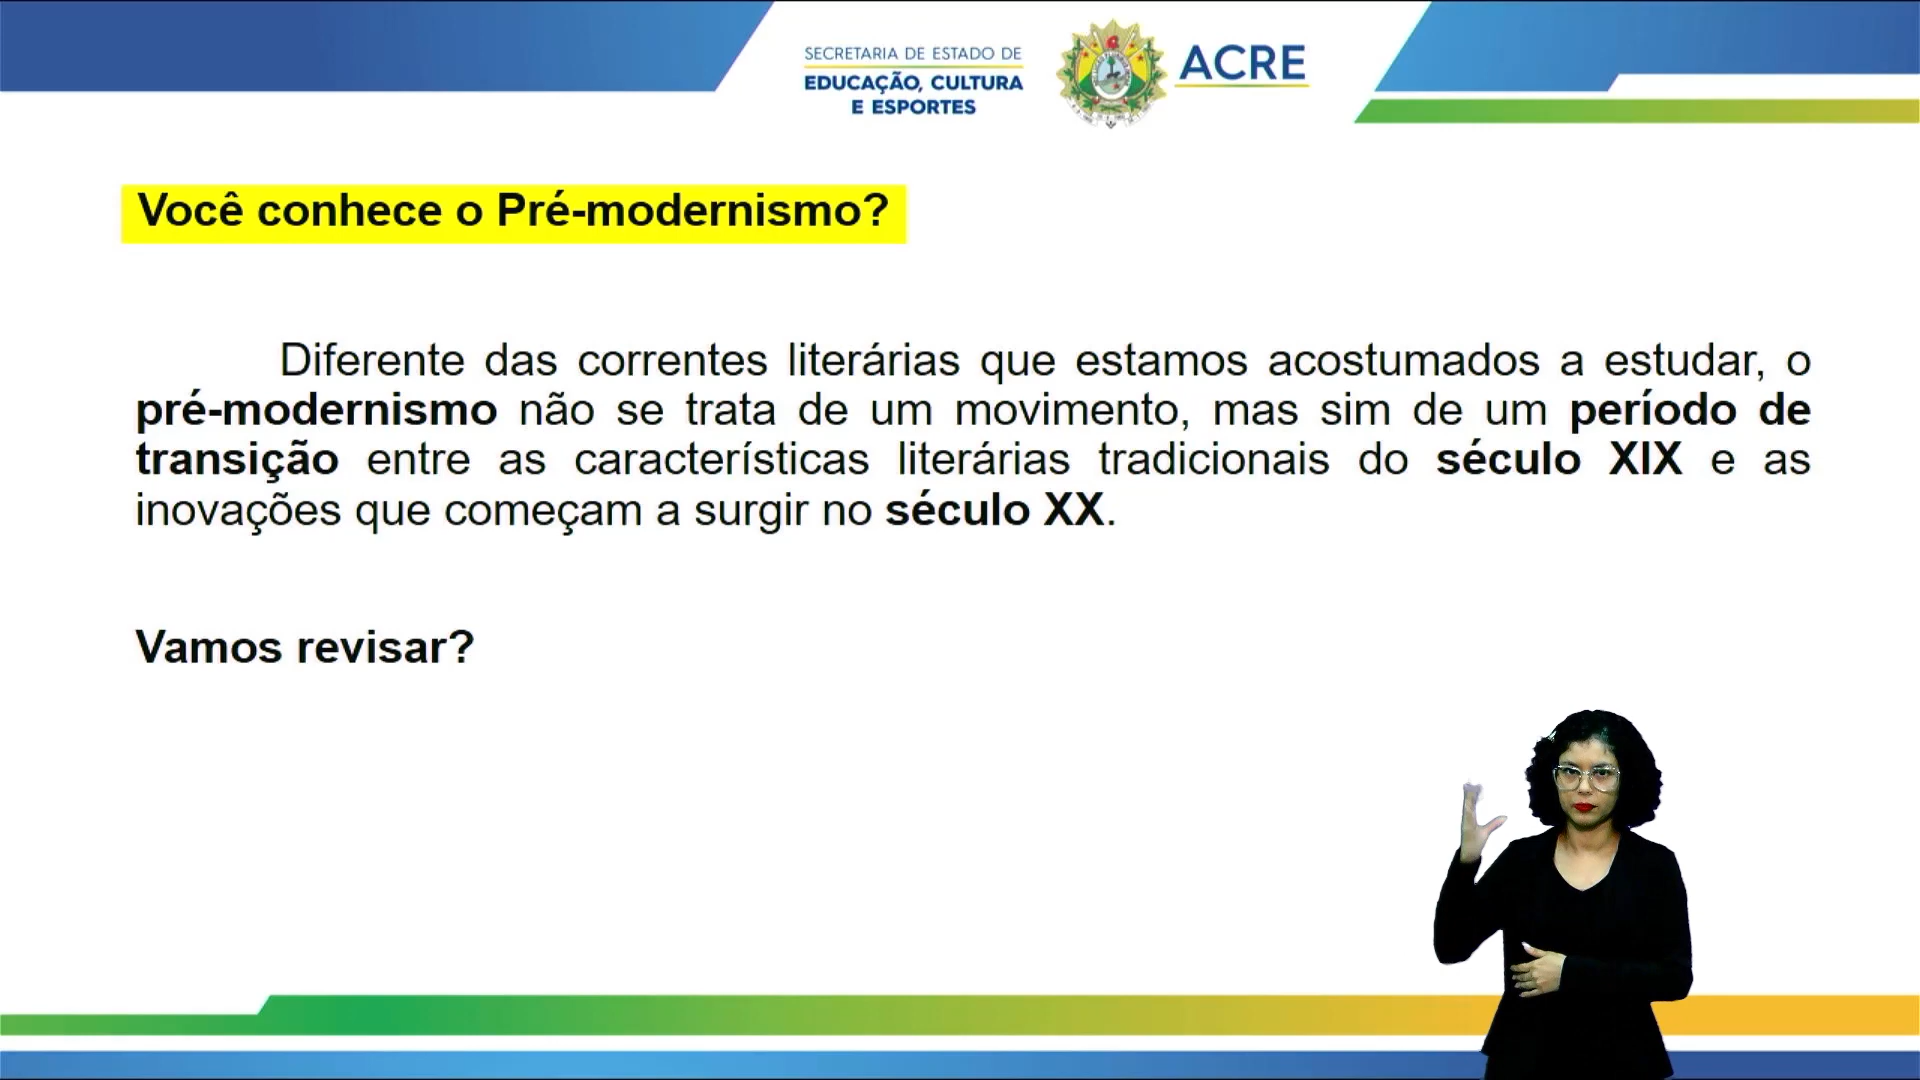 SECRETARIA DE ESTADO DE
EDUCAÇÃO, CULTURA
E ESPORTES
ACRE
Você conhece o Pré-modernismo?
Diferente das correntes literárias que estamos acostumados a estudar, o
pré-modernismo não se trata de um movimento, mas sim de um período de
transição entre as características literárias tradicionais do século XIX e as
inovações que começam a surgir no século XX.
Vamos revisar?